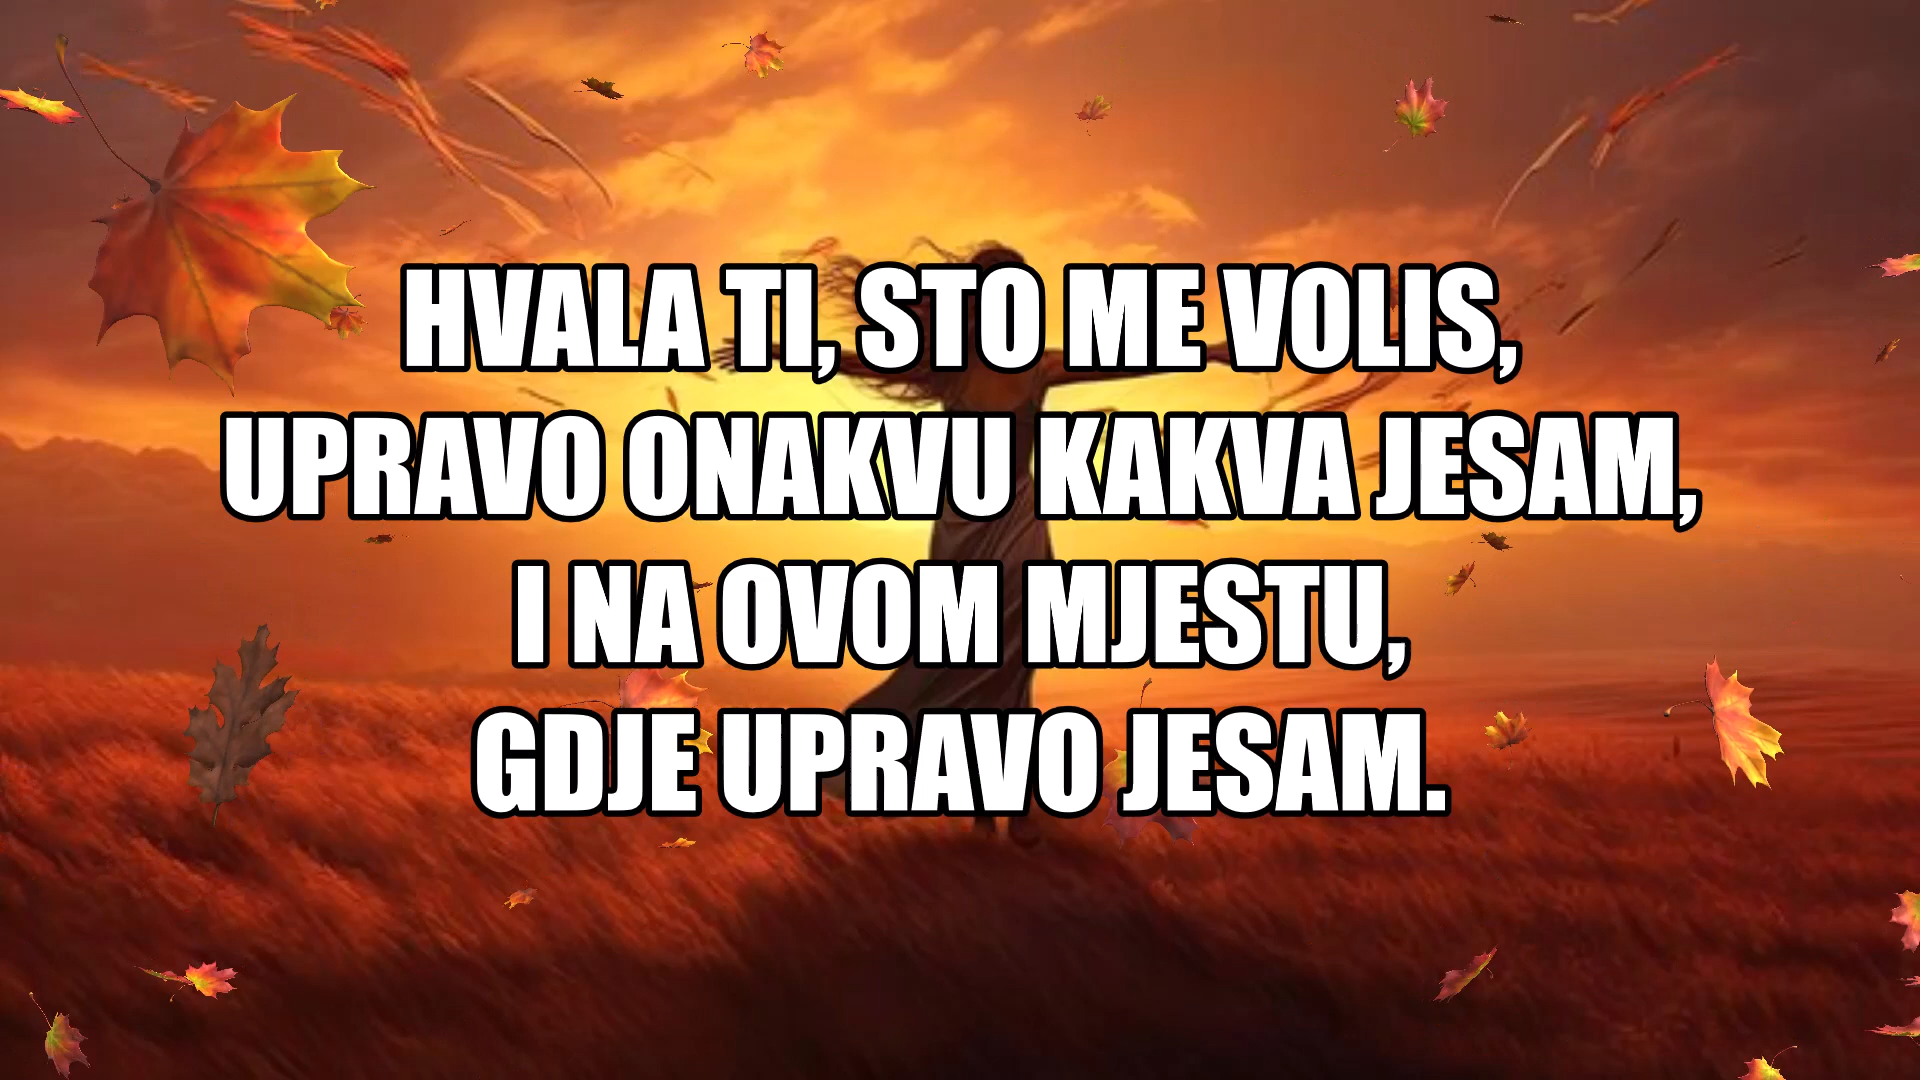 HVALA TI, STO ME VOLIS,
UPRAVO ONAKVU KAKVA JESAM,
I NA OVOM MJESTU,
GDJE UPRAVO JESAM.